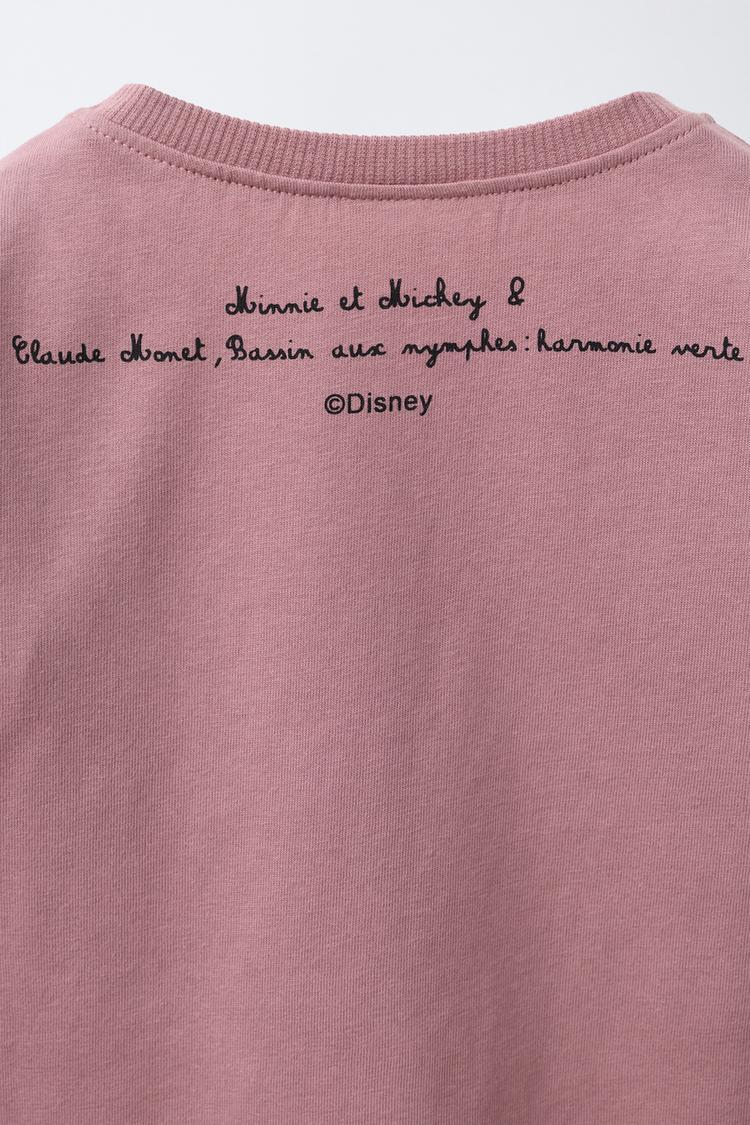 Minnie et Mickey &
Claude Monet, Bassin aux nymphes: harmonie verte
©Disney